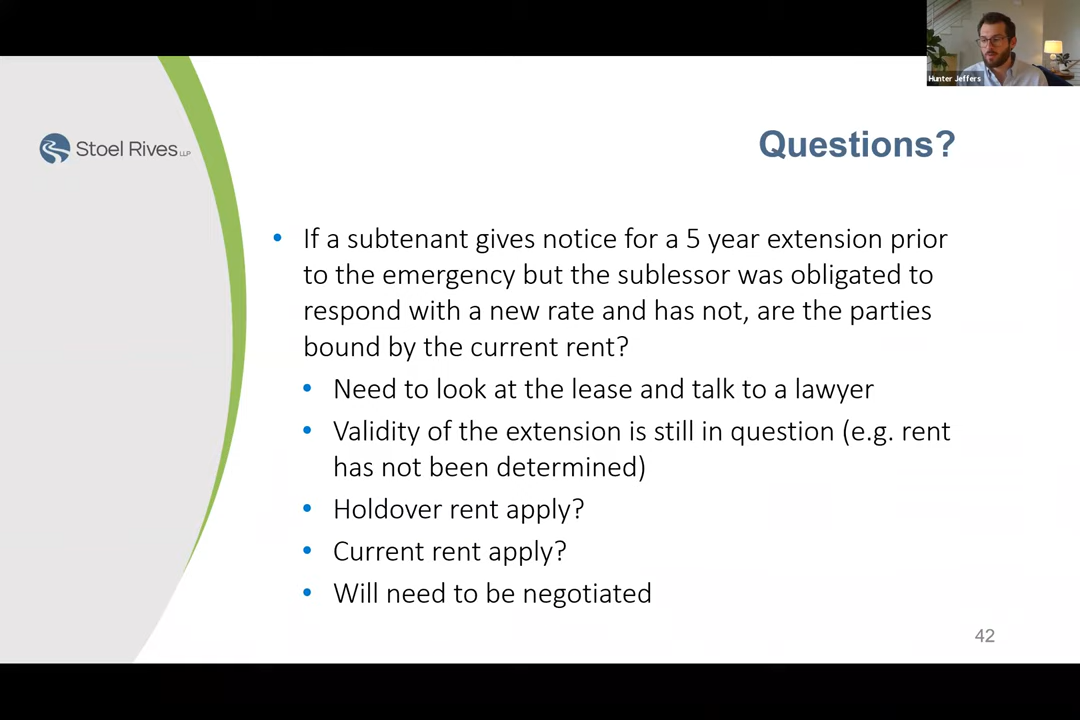 Hunter Jeffers
Stoel Rives LLP
Questions?
• If a subtenant gives notice for a 5 year extension prior
to the emergency but the sublessor was obligated to
respond with a new rate and has not, are the parties
bound by the current rent?
• Need to look at the lease and talk to a lawyer
• Validity of the extension is still in question (e.g. rent
has not been determined)
• Holdover rent apply?
• Current rent apply?
• Will need to be negotiated
42